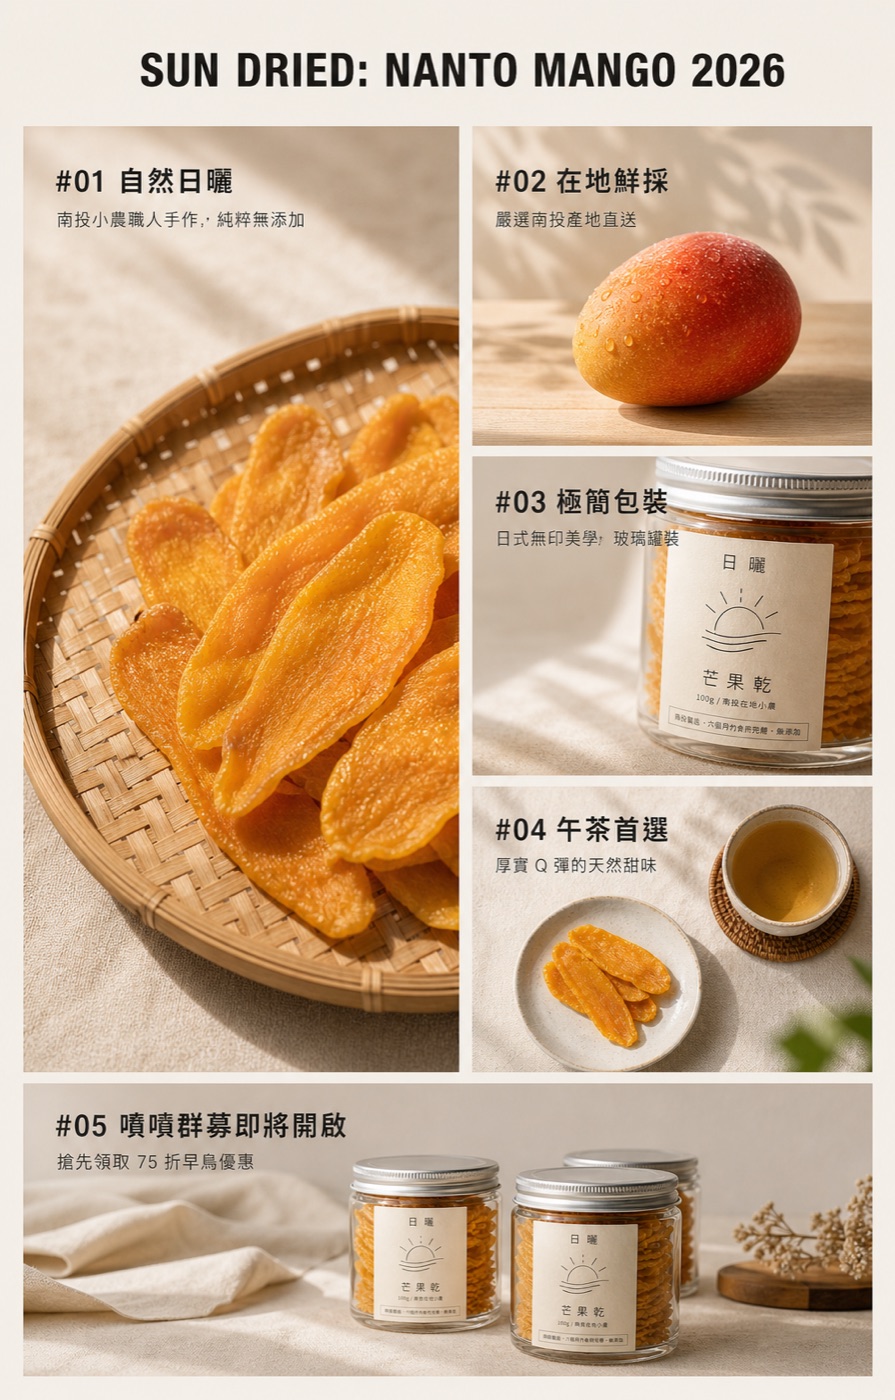 SUN DRIED: NANTO MANGO 2026
#01 自然日曬
南投小農職人手作,· 純粹無添加
#02 在地鮮採
嚴選南投產地直送
#03 極簡包裝
日式無印美學· 玻璃罐裝
日曬
芒果乾
100g / 南投在地小農
#04 午茶首選
厚實 Q 彈的天然甜味
#05 噴噴群募即將開啟
搶先領取 75 折早鳥優惠
日曬
芒果乾
日曬
芒果乾